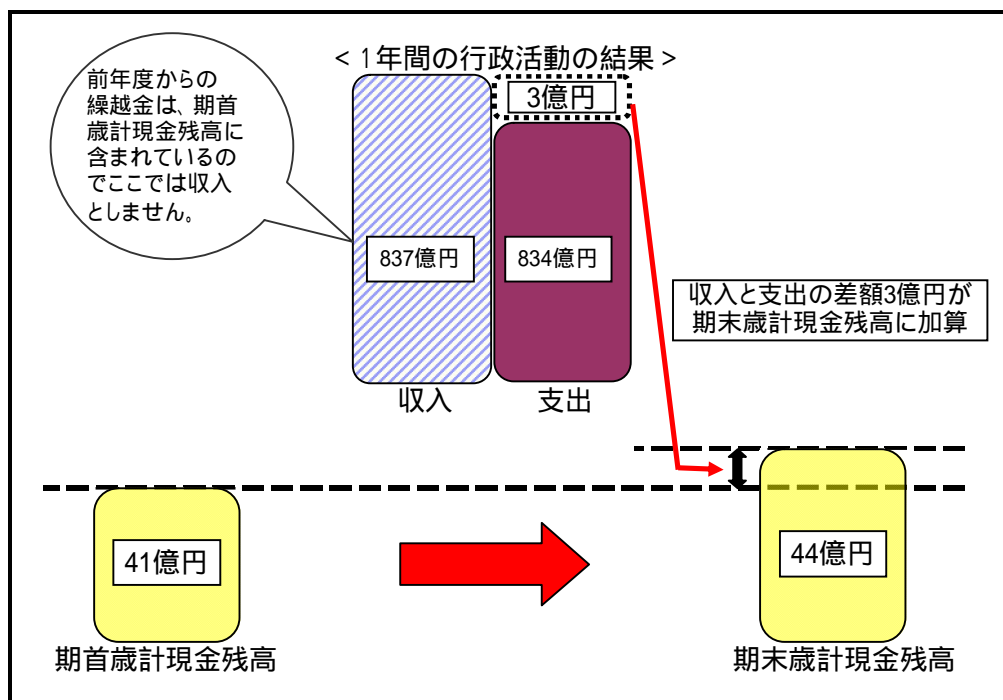 <１年間の行政活動の結果>
前年度からの
繰越金は、期首
歳計現金残高に
含まれているの
でここでは収入
としません。
3億円
837億円
834億円
収入と支出の差額3億円が
期末歳計現金残高に加算
収入
支出
41億円
44億円
期首歳計現金残高
期末歳計現金残高